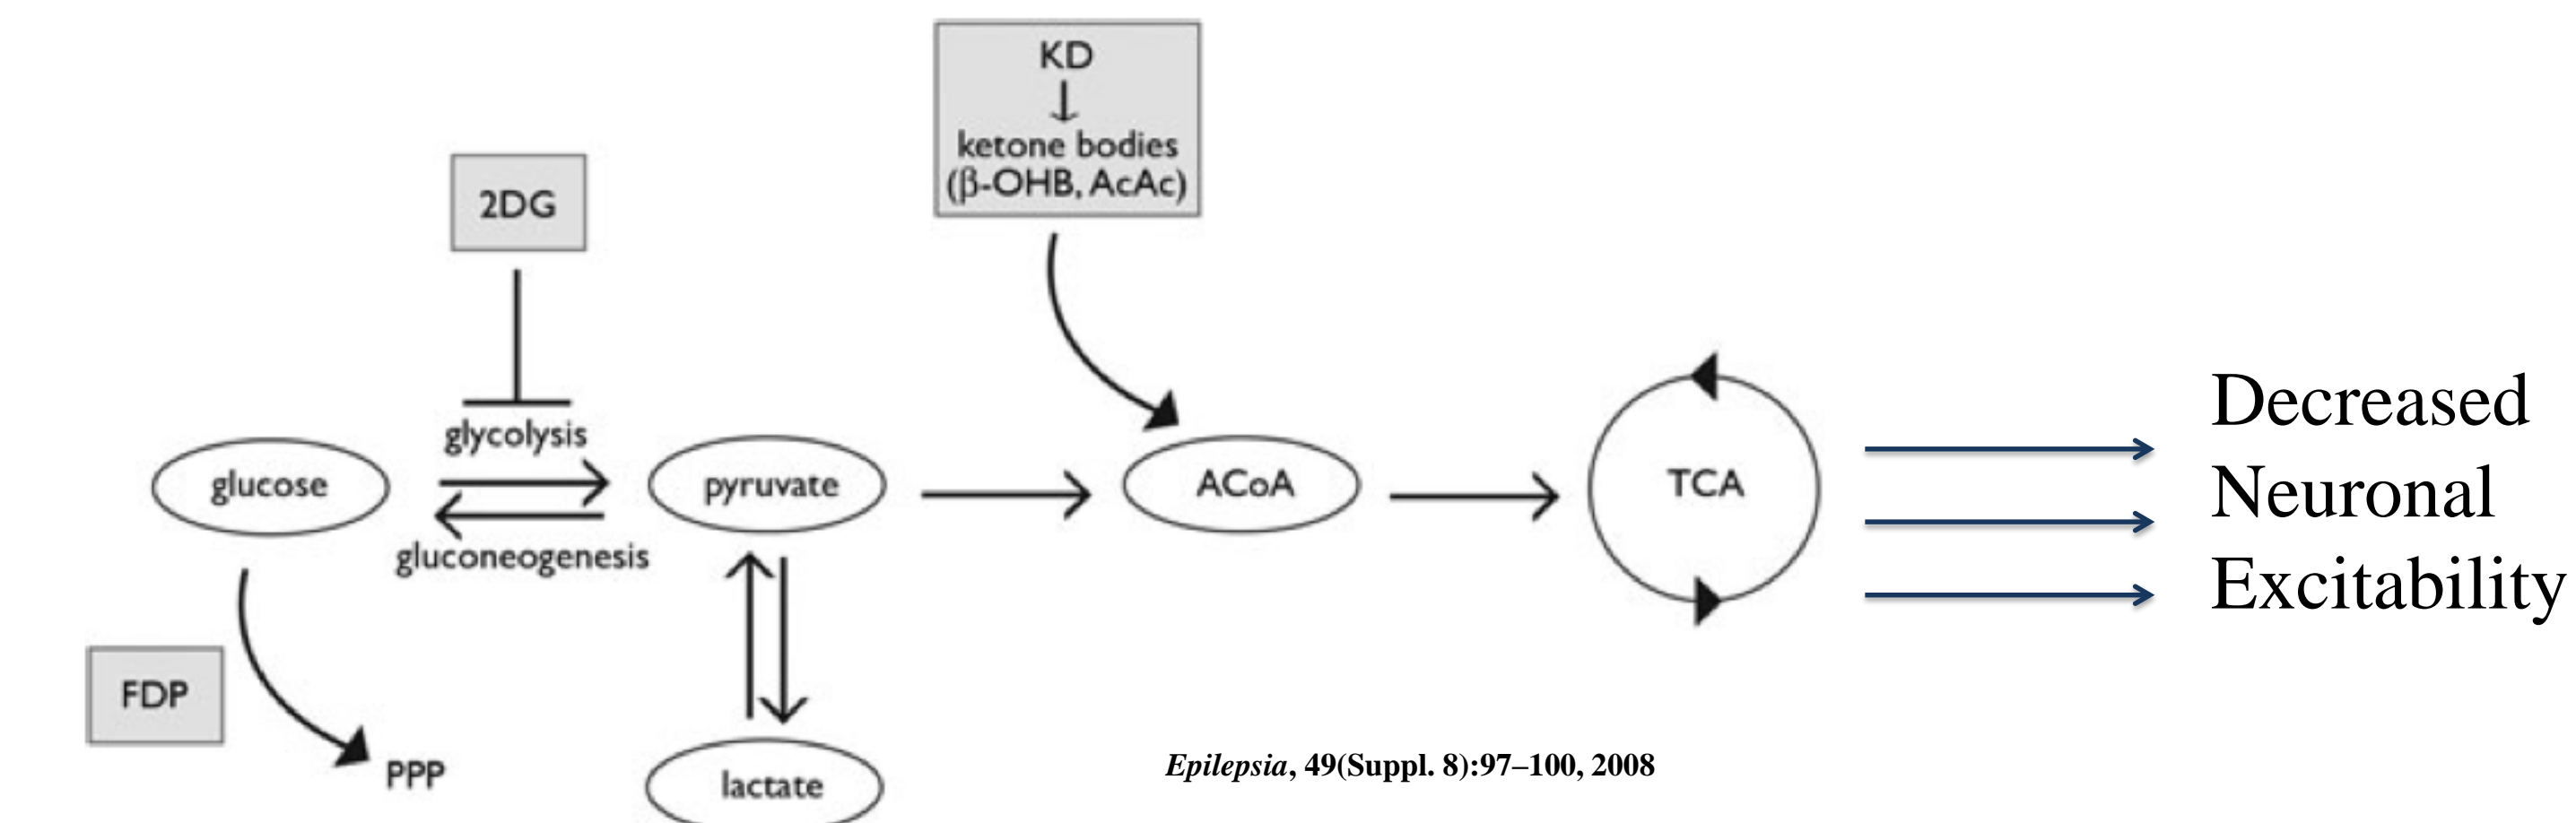 KD
ketone bodies
(β-OHB, AcAc)
2DG
glycolysis
glucose
pyruvate
ACoA
TCA
gluconeogenesis
Decreased
Neuronal
Excitability
FDP
PPP
lactate
Epilepsia, 49(Suppl. 8):97–100, 2008